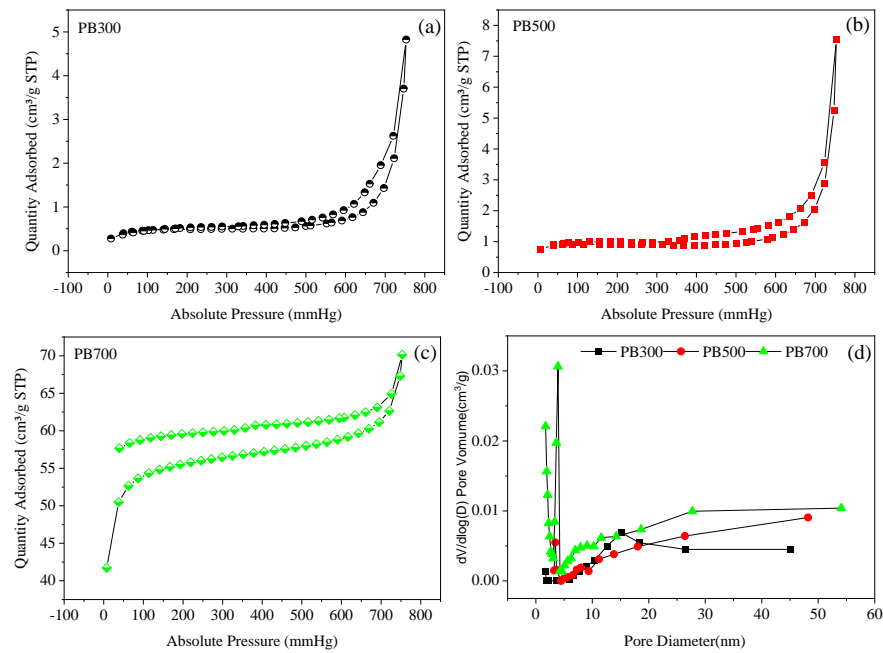 PB300
(a)
5
4
3
2
1
0
Quantity Adsorbed (cm³/g STP)
-100 0 100 200 300 400 500 600 700 800
Absolute Pressure (mmHg)
PB500
(b)
8
7
6
5
4
3
2
1
0
Quantity Adsorbed (cm³/g STP)
-100 0 100 200 300 400 500 600 700 800
Absolute Pressure (mmHg)
PB700
(c)
70
65
60
55
50
45
40
Quantity Adsorbed (cm³/g STP)
-100 0 100 200 300 400 500 600 700 800
Absolute Pressure (mmHg)
PB300 PB500 PB700
(d)
0.03
0.02
0.01
0.00
dV/dlog(D) Pore Vomume(cm³/g)
0 10 20 30 40 50 60
Pore Diameter(nm)